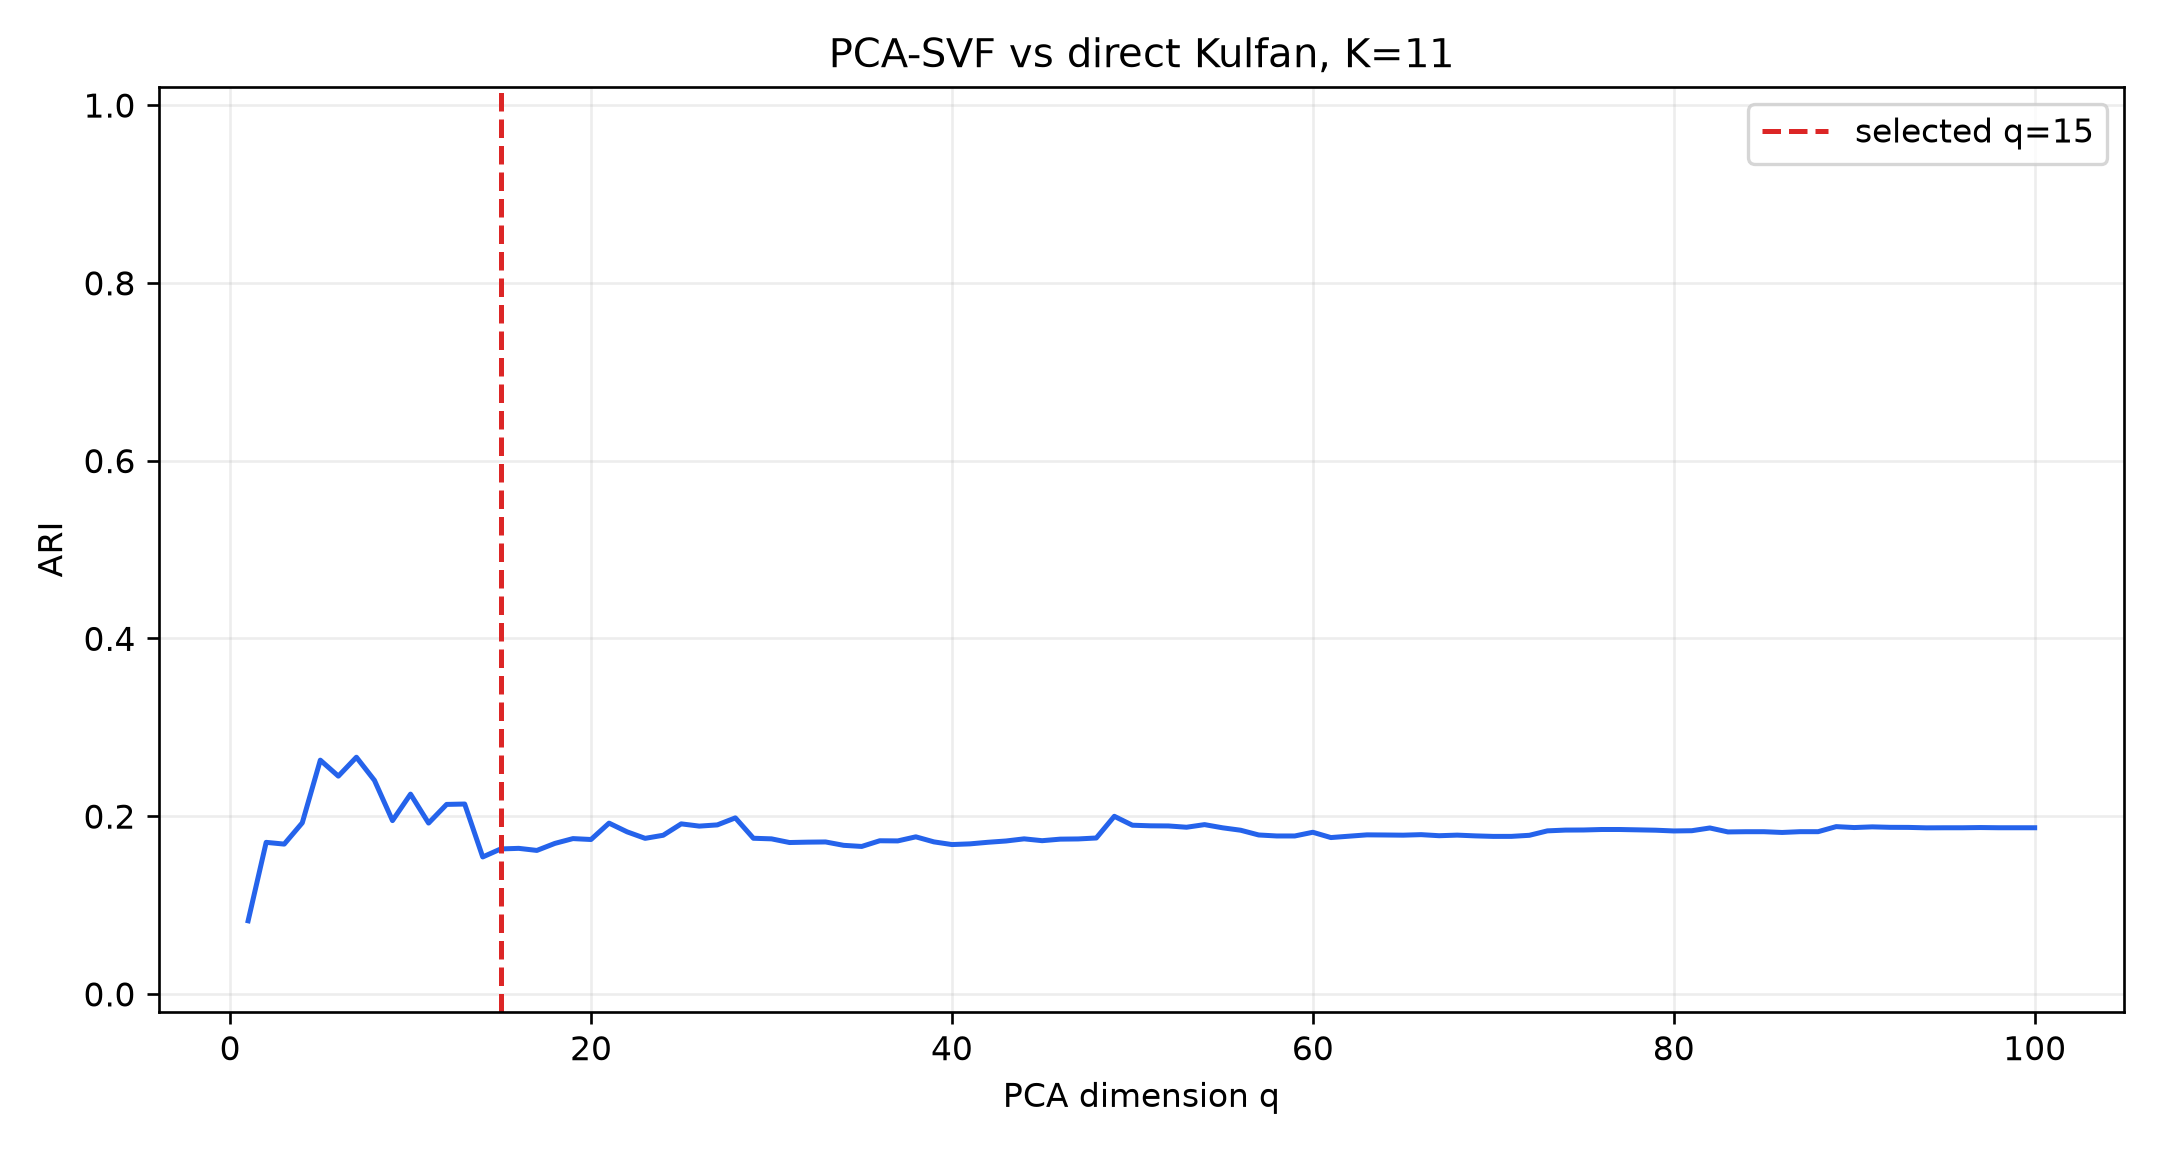 PCA-SVF vs direct Kulfan, K=11
selected q=15
ARI
1.0
0.8
0.6
0.4
0.2
0.0
0 20 40 60 80 100
PCA dimension q